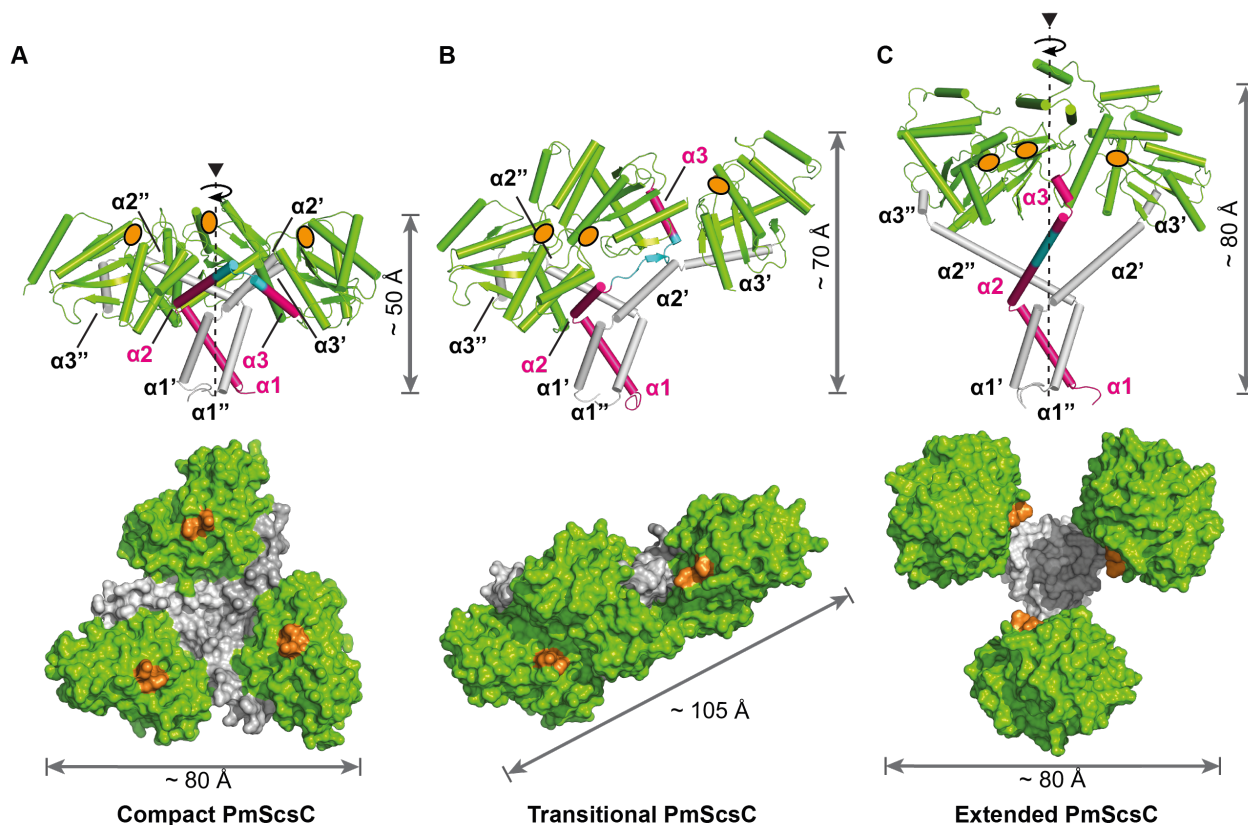 A
α2’’
α2’
~ 50 Å
α3’’
α2
α3
α3’
α1’
α1
α1’’
~ 80 Å
Compact PmScsC
B
α3
α2’’
~ 70 Å
α3’
α2’
α3’’
α2
α1’
α1’’
α1
~ 105 Å
Transitional PmScsC
C
α3
α3’’
α3’
~ 80 Å
α2’’
α2’
α2
α1’
α1
α1’’
~ 80 Å
Extended PmScsC